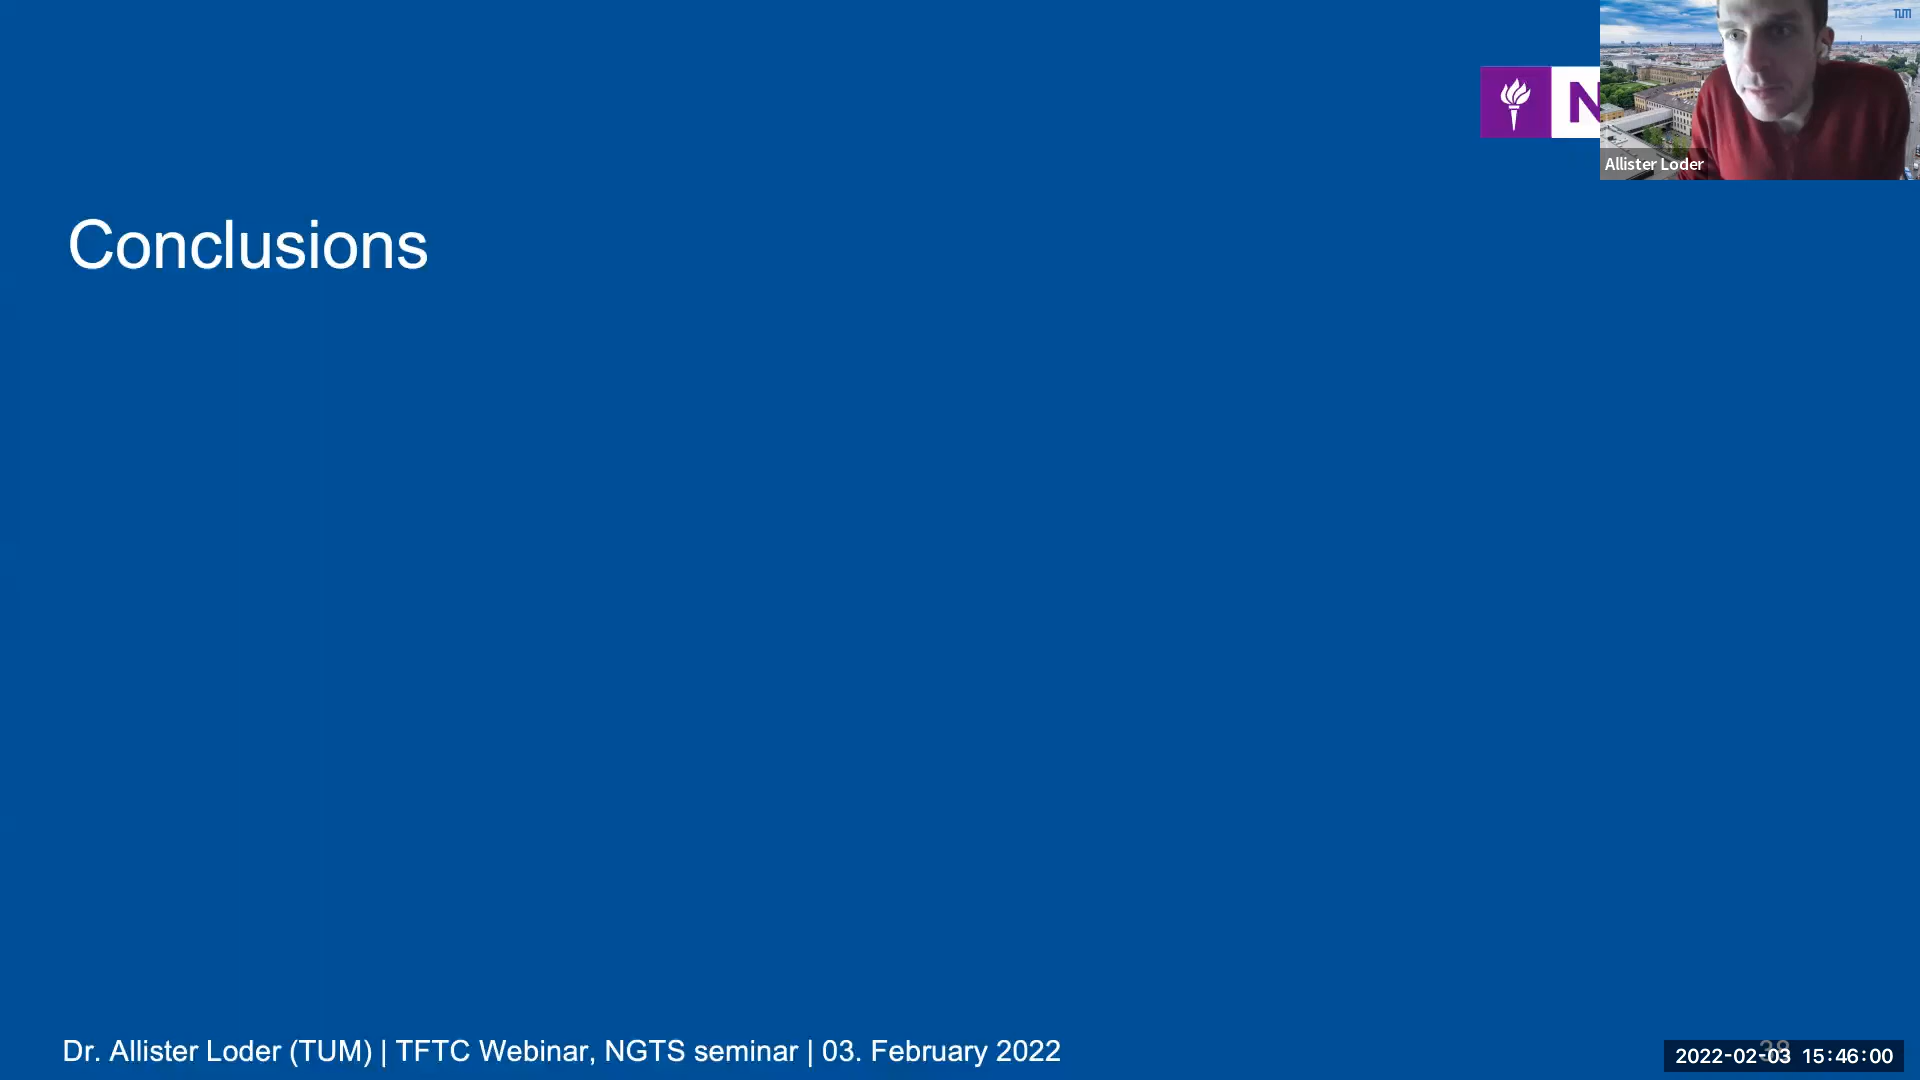 TUM
N
Allister Loder
Conclusions
Dr. Allister Loder (TUM) | TFTC Webinar, NGTS seminar | 03. February 2022
2022-02-03 15:46:00